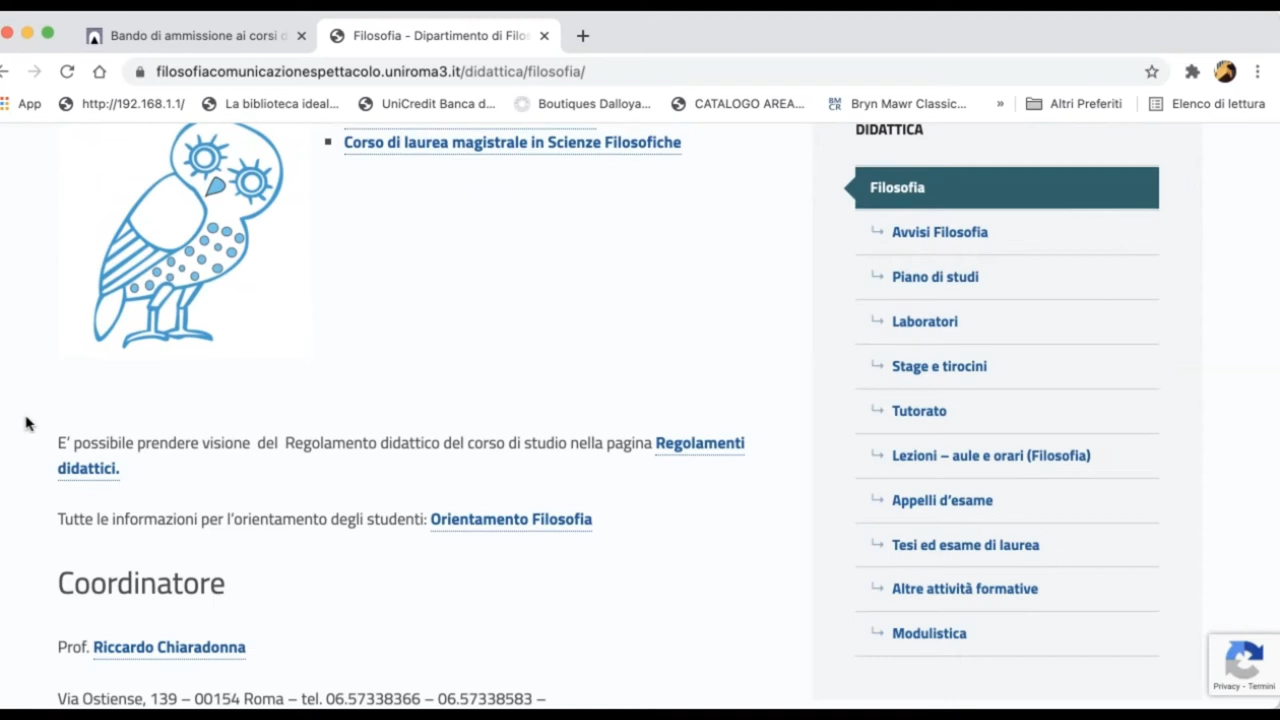 Bando di ammissione ai corsi d
Filosofia - Dipartimento di Filos
filosofiacomunicazionespettacolo.uniroma3.it/didattica/filosofia/
App
http://192.168.1.1/
La biblioteca ideal...
UniCredit Banca d...
Boutiques Dalloya...
CATALOGO AREA...
BM
CR
Bryn Mawr Classic...
»
Altri Preferiti
Elenco di lettura
Corso di laurea magistrale in Scienze Filosofiche
E' possibile prendere visione del Regolamento didattico del corso di studio nella pagina Regolamenti
didattici.
Tutte le informazioni per l'orientamento degli studenti: Orientamento Filosofia
Coordinatore
Prof. Riccardo Chiaradonna
Via Ostiense, 139 – 00154 Roma – tel. 06.57338366 – 06.57338583 –
DIDATTICA
Filosofia
Avvisi Filosofia
Piano di studi
Laboratori
Stage e tirocini
Tutorato
Lezioni – aule e orari (Filosofia)
Appelli d'esame
Tesi ed esame di laurea
Altre attività formative
Modulistica
Privacy - Termini